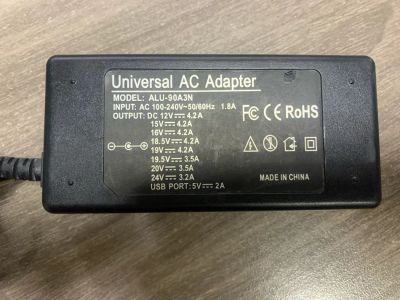 Universal AC Adapter
MODEL: ALU-90A3N
INPUT: AC 100-240V~50/60Hz 1.8A
OUTPUT: DC 12V⎓4.2A
15V⎓4.2A
16V⎓4.2A
18.5V⎓4.2A
19V⎓4.2A
19.5V⎓3.5A
20V⎓3.5A
24V⎓3.2A
USB PORT:5V⎓2A
FC CE RoHS
MADE IN CHINA